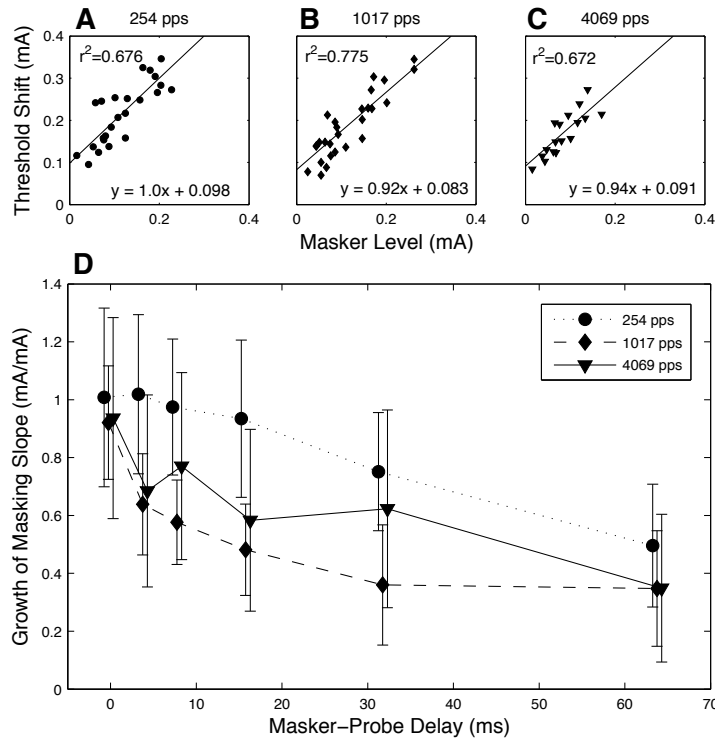 A 254 pps
B 1017 pps
C 4069 pps
Threshold Shift (mA)
0.4
0.3
0.2
0.1
0
r²=0.676
y = 1.0x + 0.098
0 0.2 0.4
r²=0.775
y = 0.92x + 0.083
0 0.2 0.4
r²=0.672
y = 0.94x + 0.091
0 0.2 0.4
Masker Level (mA)
D
Growth of Masking Slope (mA/mA)
1.4
1.2
1
0.8
0.6
0.4
0.2
0
254 pps
1017 pps
4069 pps
0 10 20 30 40 50 60 70
Masker–Probe Delay (ms)